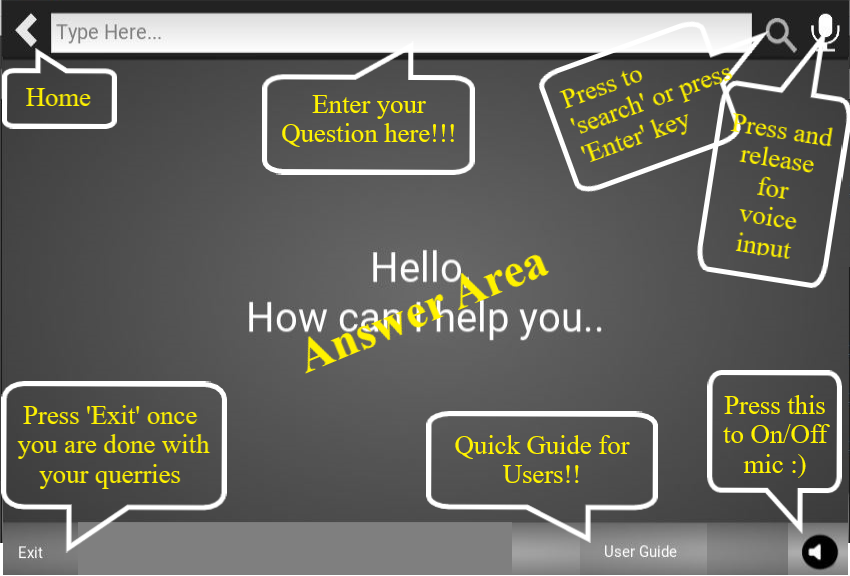 Type Here...
Home
Enter your
Question here!!!
Press to
'search' or press
'Enter' key
Press and
release
for
voice
input
Hello
How can I help you..
Answer Area
Press 'Exit' once
you are done with
your querries
Quick Guide for
Users!!
Press this
to On/Off
mic :)
Exit
User Guide